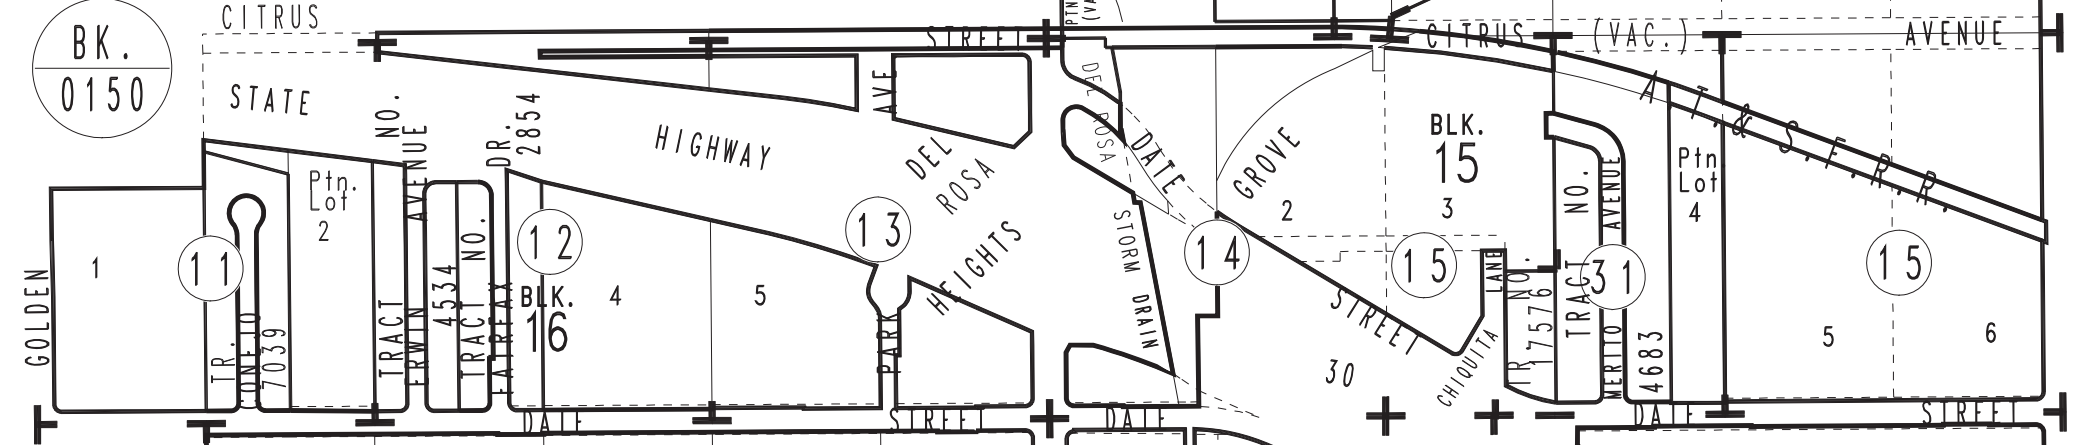 BK.
0150
CITRUS STREET
CITRUS (VAC.) AVENUE
PTN
(VA
STATE HIGHWAY
AVE
DEL ROSA
DATE
GROVE
BLK.
15
A. T. & S. F. R. R.
NO.
AVENUE
DR.
2854
DEL
ROSA
HEIGHTS
Ptn.
Lot
2
Ptn
Lot
4
2
3
1
11
12
13
14
15
31
15
GOLDEN
TR.
7039
TRACT
ERWIN
4534
TRACT NO.
FAIRFAX
BLK.
16
4
5
PARK
STORM DRAIN
STREET
30
CHIQUITA
LANE
TR. NO.
17576
TRACT NO.
AVENUE
MERITO
4683
5
6
DATE STREET
DATE
DATE STREET